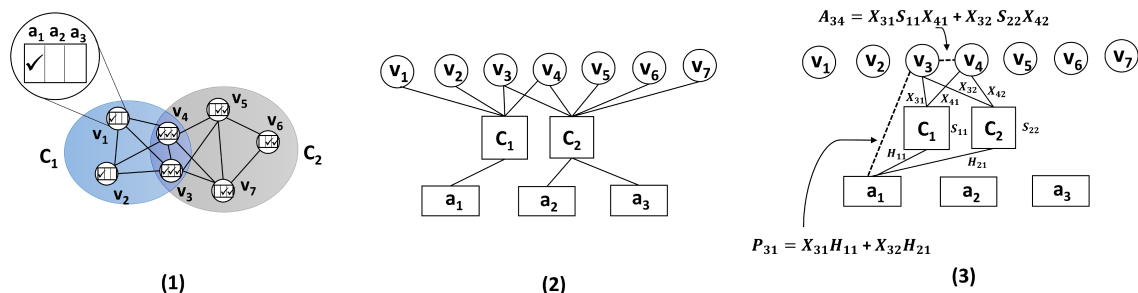 a₁ a₂ a₃
✓
v₅
v₄
v₆
v₁
C₁
C₂
v₂
v₃
v₇
(1)
v₁ v₂ v₃ v₄ v₅ v₆ v₇
C₁ C₂
a₁ a₂ a₃
(2)
A₃₄ = X₃₁S₁₁X₄₁ + X₃₂ S₂₂X₄₂
v₁ v₂ v₃ v₄ v₅ v₆ v₇
X₃₁ X₄₁ X₃₂ X₄₂
C₁ S₁₁ C₂ S₂₂
H₁₁ H₂₁
a₁ a₂ a₃
P₃₁ = X₃₁H₁₁ + X₃₂H₂₁
(3)